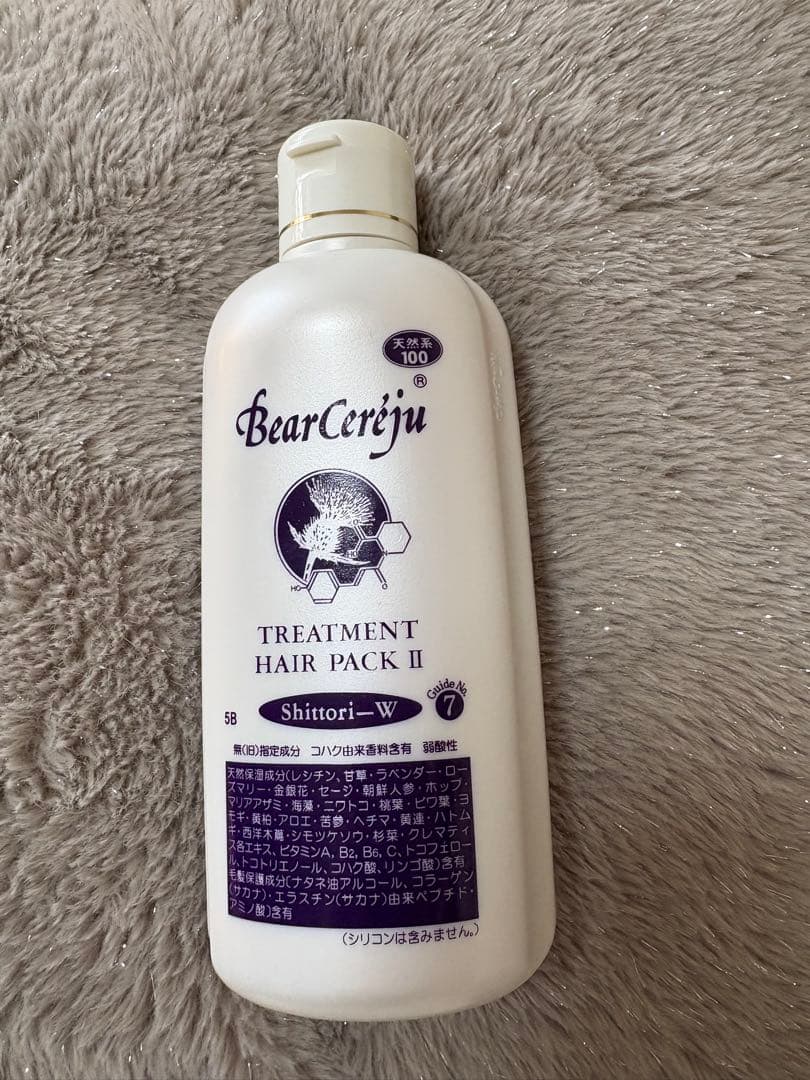 天然系
100
®
BearCeréju
HO
HO
O
TREATMENT
HAIR PACK II
Guide No.
7
5B
Shittori-W
無(旧)指定成分 コハク由来香料含有 弱酸性
天然保湿成分(レシチン、甘草・ラベンダー・ロー
ズマリー・金銀花・セージ・朝鮮人参・ホップ・
マリアアザミ・海藻・ニワトコ・桃葉・ビワ葉・ヨ
モギ・黄柏・アロエ・苦参・ヘチマ・黄連・ハトム
ギ・西洋木蔦・シモツケソウ・杉菜・クレマティ
ス各エキス、ビタミンA, B2, B6, C、トコフェロー
ル、トコトリエノール、コハク酸、リンゴ酸)含有
毛髪保護成分〔ナタネ油アルコール、コラーゲン
(サカナ)・エラスチン(サカナ)由来ペプチド・
アミノ酸〕含有
(シリコンは含みません。)